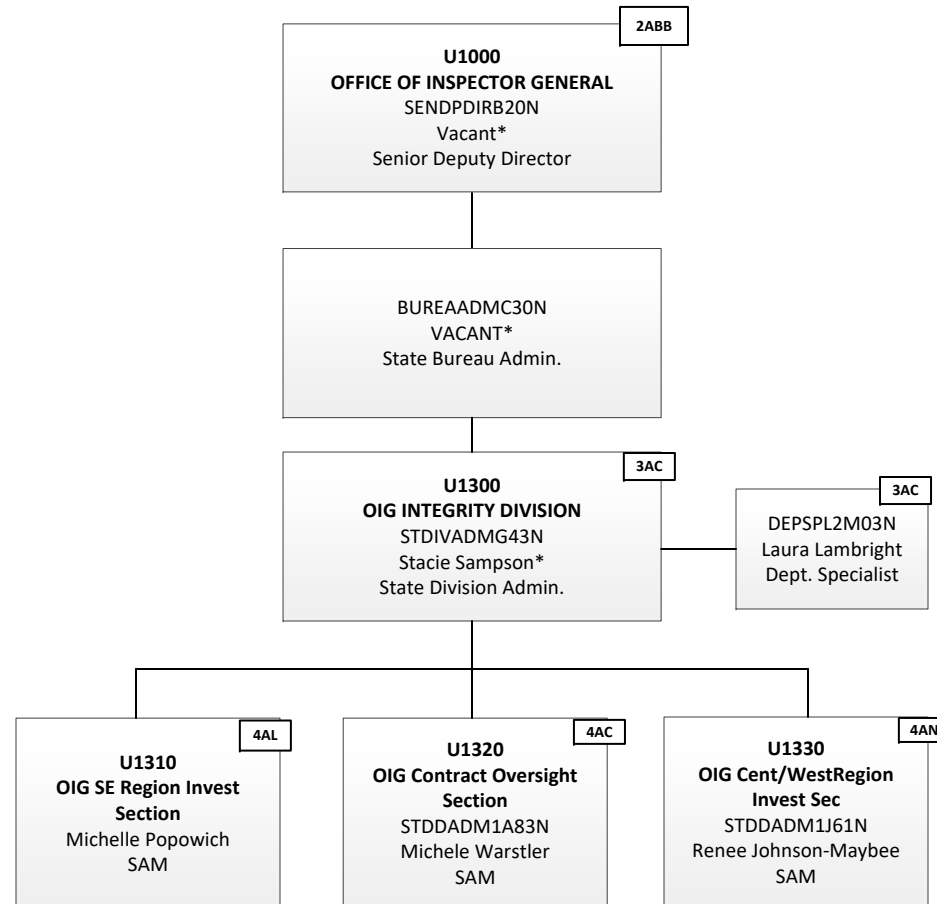 2ABB
U1000
OFFICE OF INSPECTOR GENERAL
SENDPDIRB20N
Vacant*
Senior Deputy Director
BUREAADMC30N
VACANT*
State Bureau Admin.
3AC
U1300
OIG INTEGRITY DIVISION
STDIVADMG43N
Stacie Sampson*
State Division Admin.
3AC
DEPSPL2M03N
Laura Lambright
Dept. Specialist
4AL
U1310
OIG SE Region Invest
Section
Michelle Popowich
SAM
4AC
U1320
OIG Contract Oversight
Section
STDDADM1A83N
Michele Warstler
SAM
4AN
U1330
OIG Cent/WestRegion
Invest Sec
STDDADM1J61N
Renee Johnson-Maybee
SAM